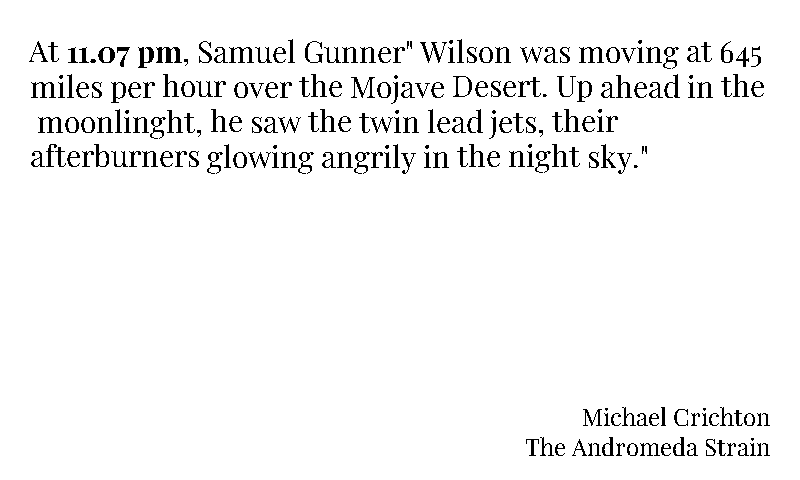 At 11.07 pm, Samuel Gunner" Wilson was moving at 645
miles per hour over the Mojave Desert. Up ahead in the
moonlinght, he saw the twin lead jets, their
afterburners glowing angrily in the night sky."
Michael Crichton
The Andromeda Strain